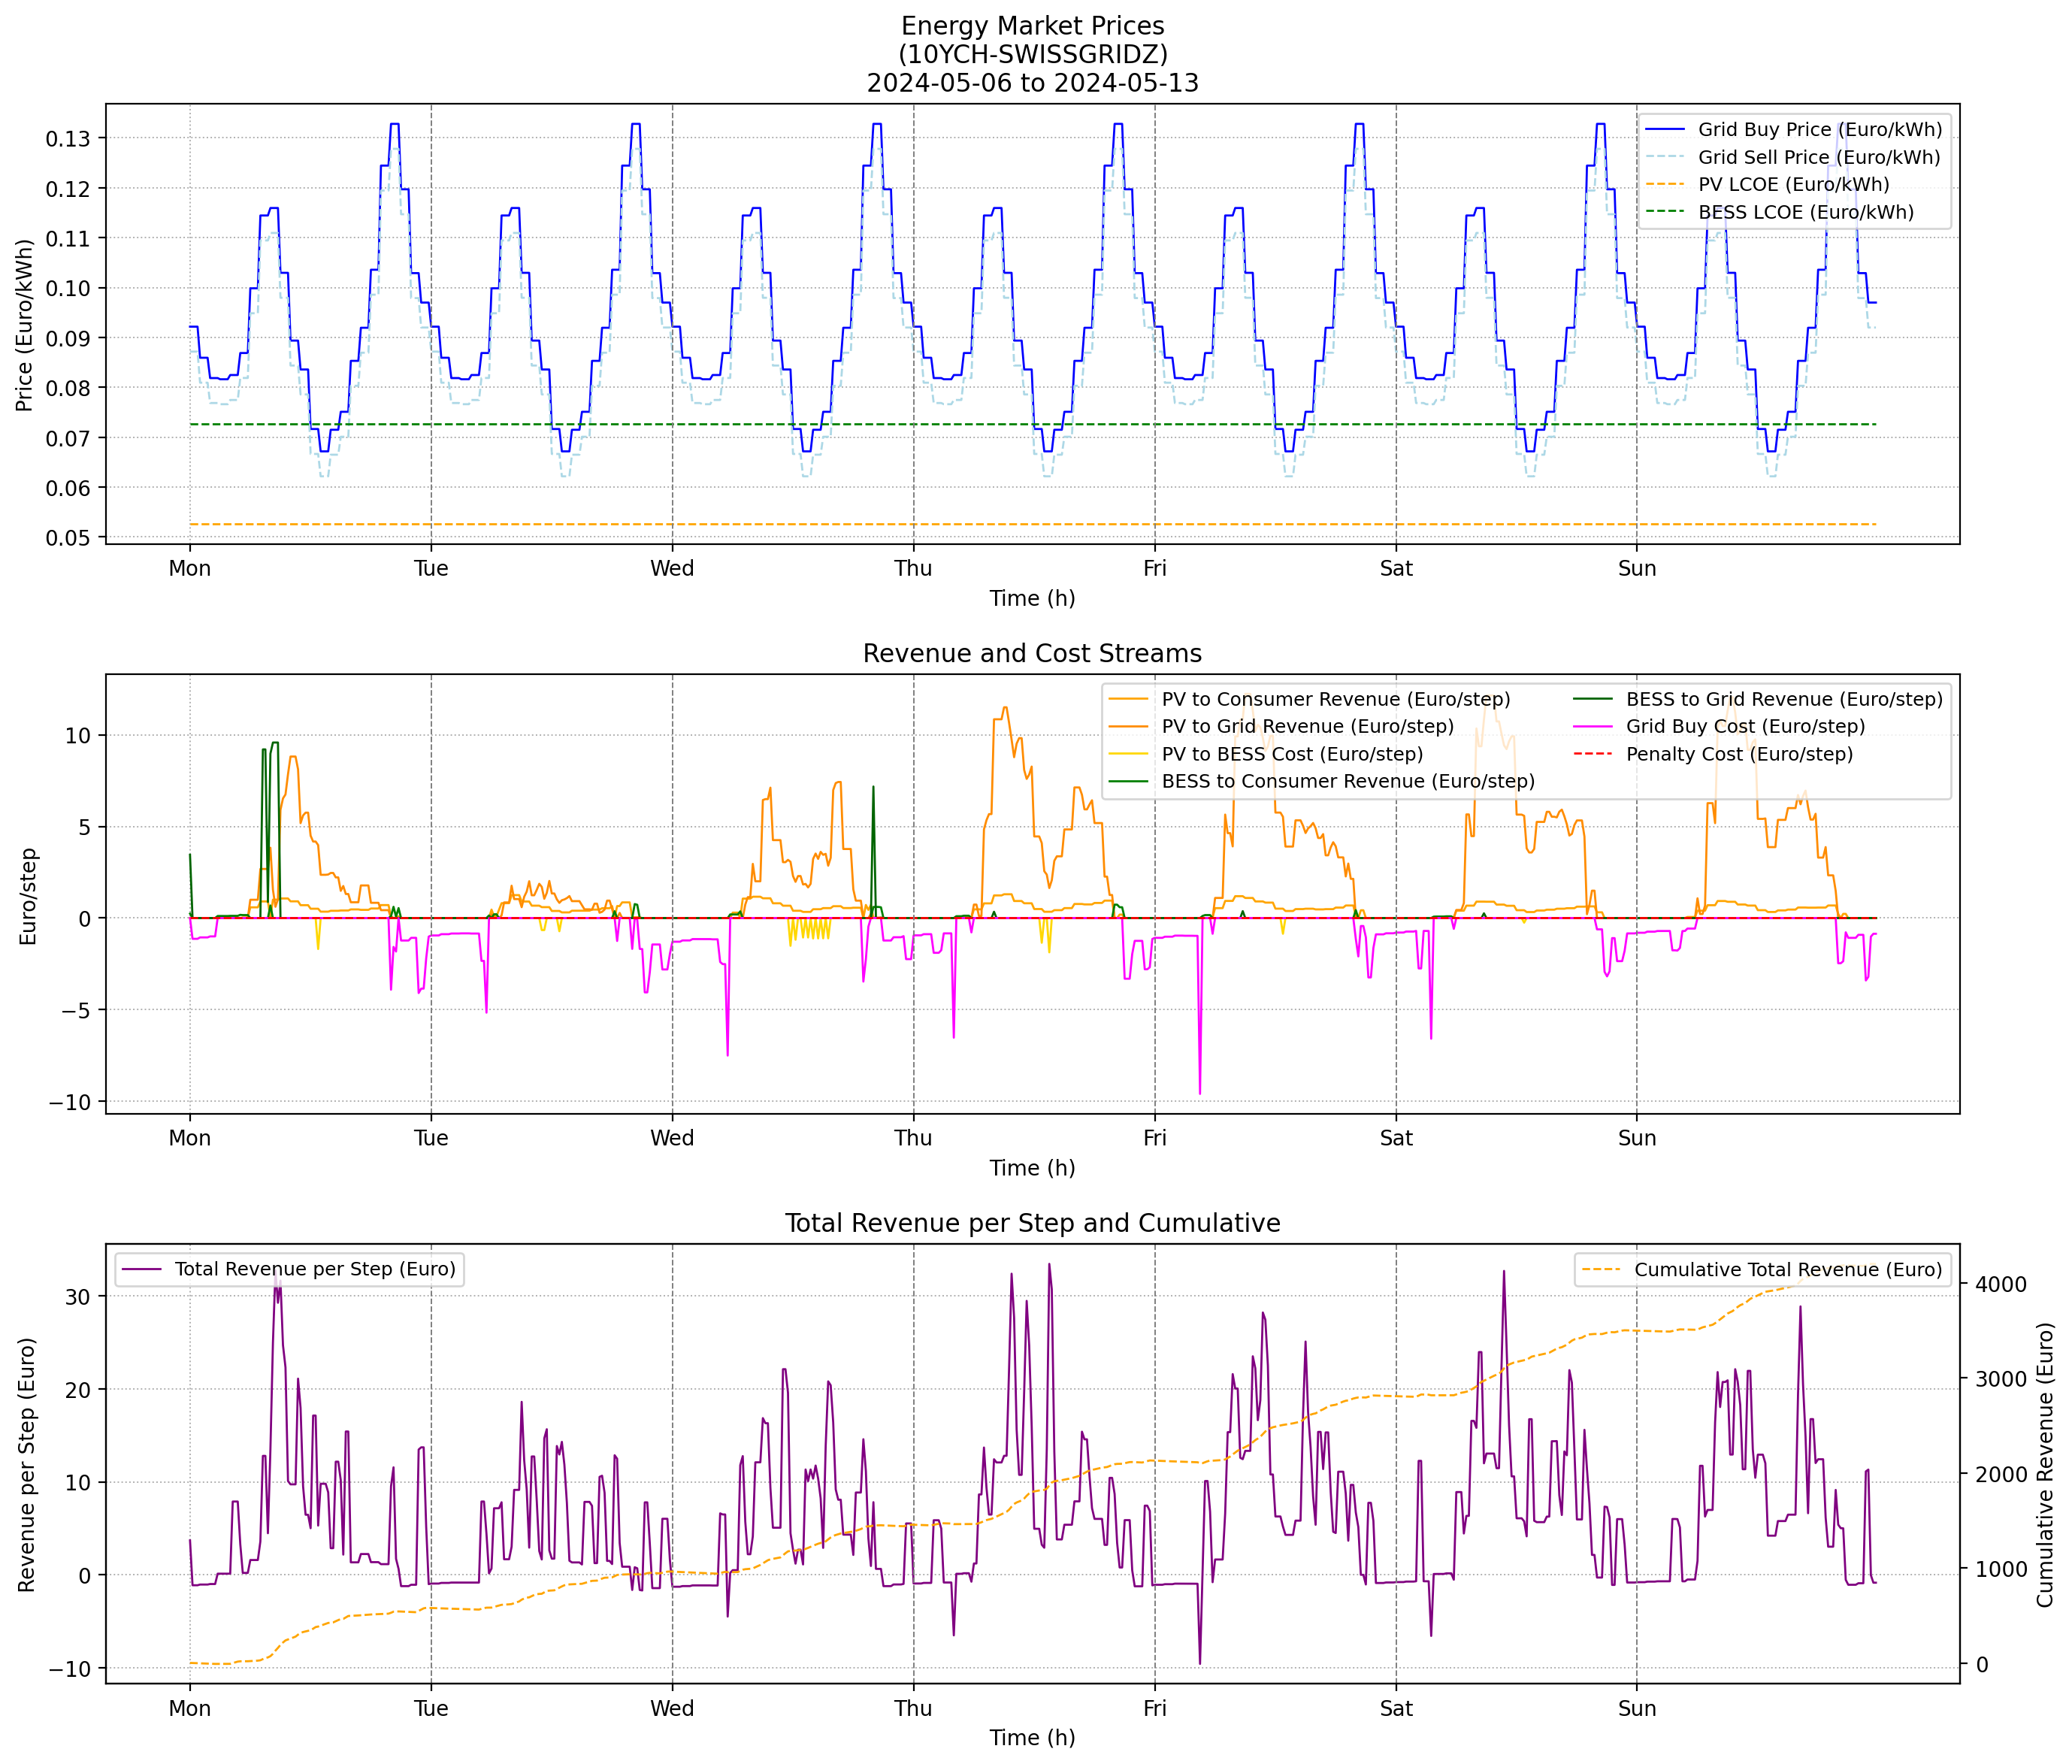 Energy Market Prices
(10YCH-SWISSGRIDZ)
2024-05-06 to 2024-05-13
Price (Euro/kWh)
0.13
0.12
0.11
0.10
0.09
0.08
0.07
0.06
0.05
Grid Buy Price (Euro/kWh)
Grid Sell Price (Euro/kWh)
PV LCOE (Euro/kWh)
BESS LCOE (Euro/kWh)
Mon Tue Wed Thu Fri Sat Sun
Time (h)
Revenue and Cost Streams
Euro/step
10
5
0
−5
−10
PV to Consumer Revenue (Euro/step)
PV to Grid Revenue (Euro/step)
PV to BESS Cost (Euro/step)
BESS to Consumer Revenue (Euro/step)
BESS to Grid Revenue (Euro/step)
Grid Buy Cost (Euro/step)
Penalty Cost (Euro/step)
Mon Tue Wed Thu Fri Sat Sun
Time (h)
Total Revenue per Step and Cumulative
Revenue per Step (Euro)
30
20
10
0
−10
Total Revenue per Step (Euro)
Cumulative Total Revenue (Euro)
4000
3000
2000
1000
0
Cumulative Revenue (Euro)
Mon Tue Wed Thu Fri Sat Sun
Time (h)